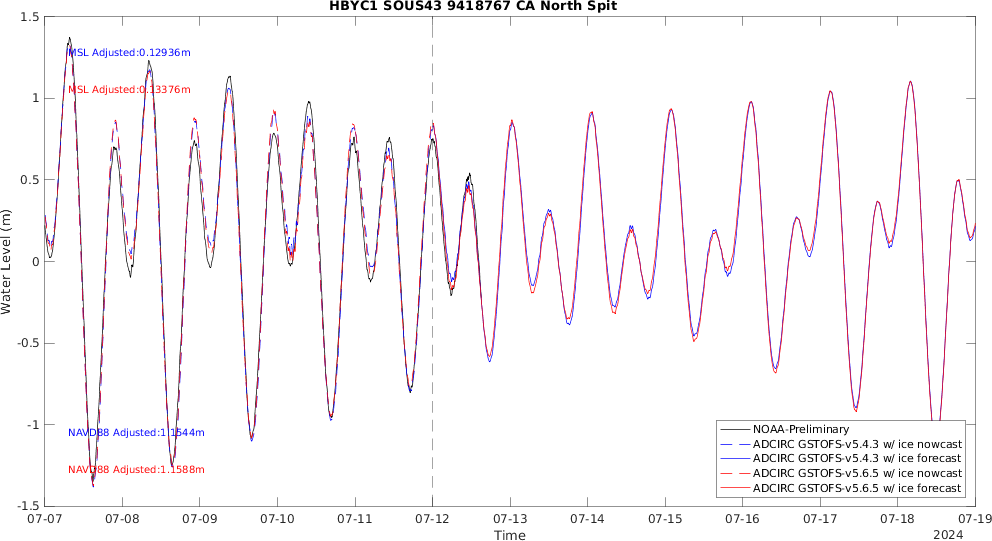 HBYC1 SOUS43 9418767 CA North Spit
1.5
1
0.5
0
-0.5
-1
-1.5
Water Level (m)
MSL Adjusted:0.12936m
MSL Adjusted:0.13376m
NAVD88 Adjusted:1.1544m
NAVD88 Adjusted:1.1588m
NOAA-Preliminary
ADCIRC GSTOFS-v5.4.3 w/ ice nowcast
ADCIRC GSTOFS-v5.4.3 w/ ice forecast
ADCIRC GSTOFS-v5.6.5 w/ ice nowcast
ADCIRC GSTOFS-v5.6.5 w/ ice forecast
07-07 07-08 07-09 07-10 07-11 07-12 07-13 07-14 07-15 07-16 07-17 07-18 07-19
Time
2024